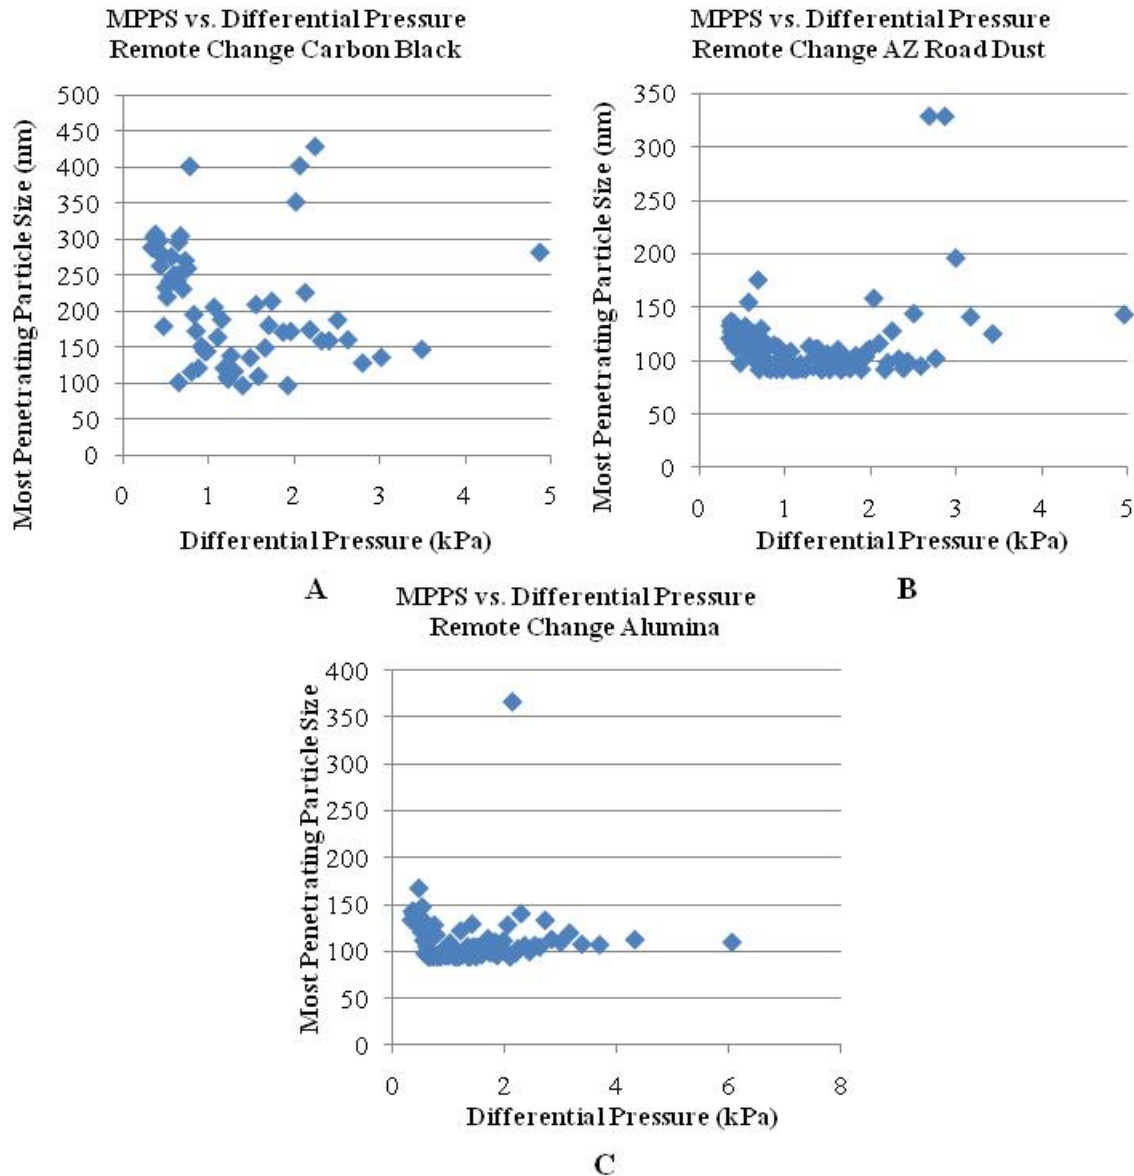 MPPS vs. Differential Pressure
Remote Change Carbon Black
Most Penetrating Particle Size (nm)
500
450
400
350
300
250
200
150
100
50
0
0 1 2 3 4 5
Differential Pressure (kPa)
A
MPPS vs. Differential Pressure
Remote Change AZ Road Dust
Most Penetrating Particle Size (nm)
350
300
250
200
150
100
50
0
0 1 2 3 4 5
Differential Pressure (kPa)
B
MPPS vs. Differential Pressure
Remote Change Alumina
Most Penetrating Particle Size
400
350
300
250
200
150
100
50
0
0 2 4 6 8
Differential Pressure (kPa)
C